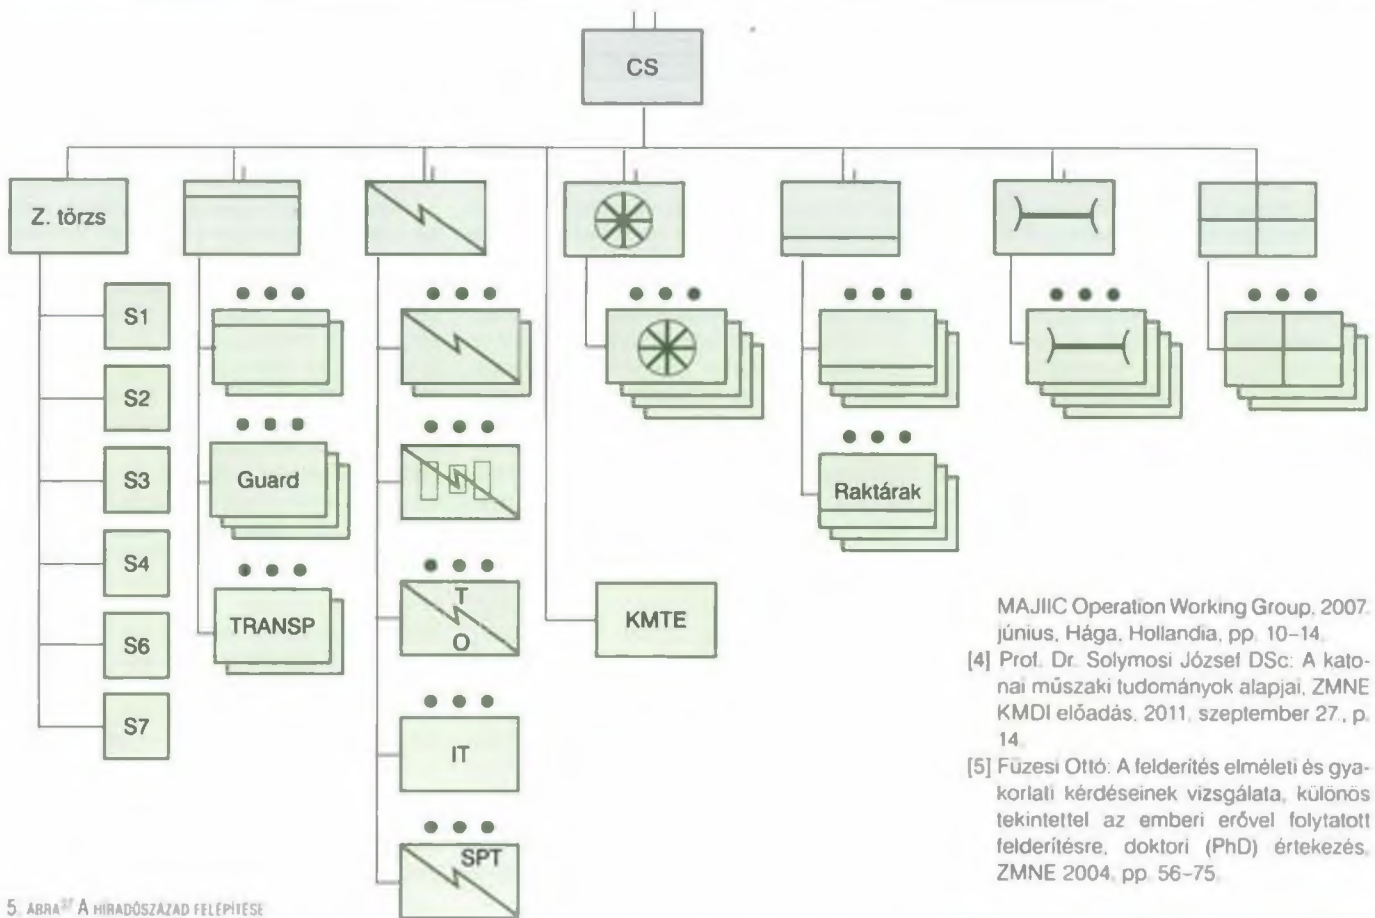 CS
Z. törzs
S1
S2
S3
S4
S6
S7
Guard
TRANSP
T
O
IT
SPT
KMTE
Raktárak
MAJIIC Operation Working Group, 2007.
június, Hága, Hollandia, pp. 10–14.
[4] Prof. Dr. Solymosi József DSc: A kato-
nai műszaki tudományok alapjai, ZMNE
KMDI előadás, 2011. szeptember 27., p.
14.
[5] Füzesi Ottó: A felderítés elméleti és gya-
korlati kérdéseinek vizsgálata, különös
tekintettel az emberi erővel folytatott
felderítésre, doktori (PhD) értekezés,
ZMNE 2004, pp. 56–75.
5. ÁBRA³⁷ A HÍRADÓSZÁZAD FELÉPÍTÉSE